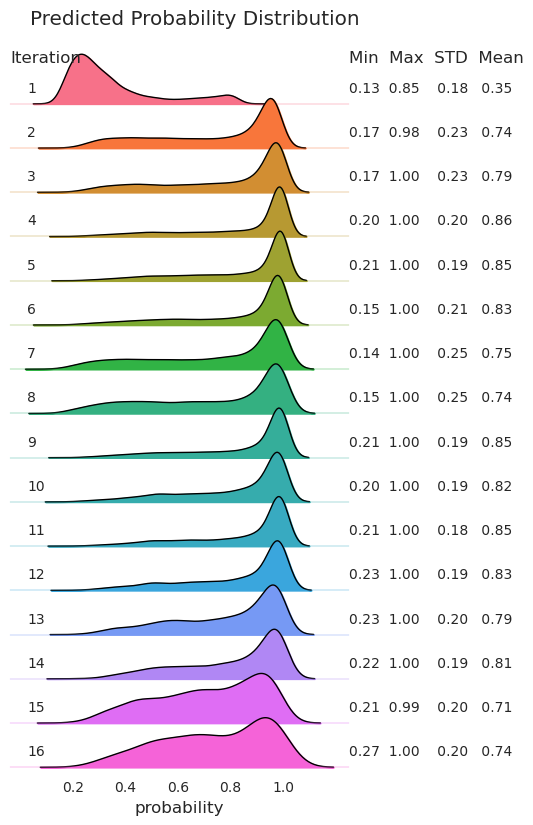 Predicted Probability Distribution
Iteration Min Max STD Mean
1 0.13 0.85 0.18 0.35
2 0.17 0.98 0.23 0.74
3 0.17 1.00 0.23 0.79
4 0.20 1.00 0.20 0.86
5 0.21 1.00 0.19 0.85
6 0.15 1.00 0.21 0.83
7 0.14 1.00 0.25 0.75
8 0.15 1.00 0.25 0.74
9 0.21 1.00 0.19 0.85
10 0.20 1.00 0.19 0.82
11 0.21 1.00 0.18 0.85
12 0.23 1.00 0.19 0.83
13 0.23 1.00 0.20 0.79
14 0.22 1.00 0.19 0.81
15 0.21 0.99 0.20 0.71
16 0.27 1.00 0.20 0.74
0.2 0.4 0.6 0.8 1.0
probability